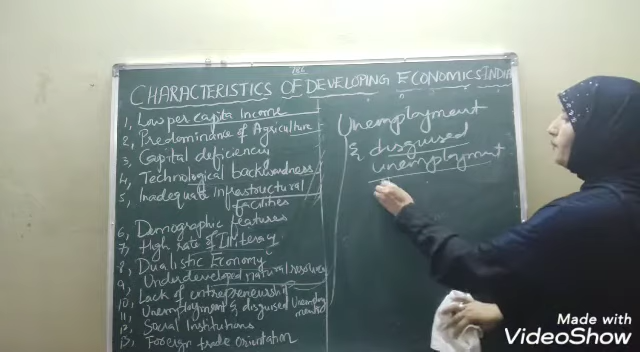 CHARACTERISTICS OF DEVELOPING ECONOMICS INDIA
1, Low per capita Income
2, Predominance of Agriculture
3, Capital deficiency
4, Technological backwardness
5, Inadequate infrastructural
facilities
6, Demographic features
7, High rate of Illiteracy
8, Dualistic Economy
9, Underdeveloped natural resources
10, Lack of entrepreneurship
11, Unemployment & disguised Unemploy
ment
Social Institutions
13, Foreign trade orientation
Unemployment
& disguised
unemployment
Made with
VideoShow